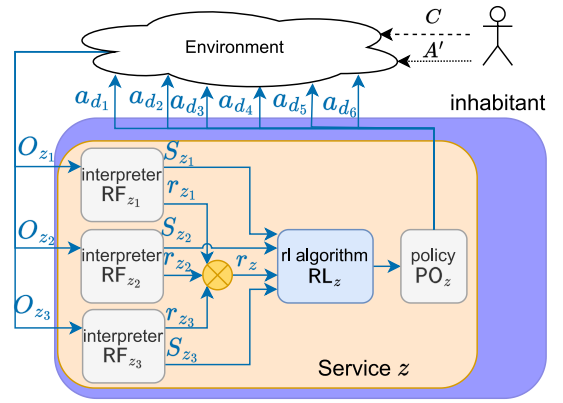 C
Environment
A′
a_{d_1} a_{d_2} a_{d_3} a_{d_4} a_{d_5} a_{d_6}
inhabitant
O_{z_1}
interpreter
RF_{z_1}
S_{z_1}
r_{z_1}
O_{z_2}
interpreter
RF_{z_2}
S_{z_2}
r_{z_2}
r_z
rl algorithm
RL_z
policy
PO_z
O_{z_3}
interpreter
RF_{z_3}
r_{z_3}
S_{z_3}
Service z